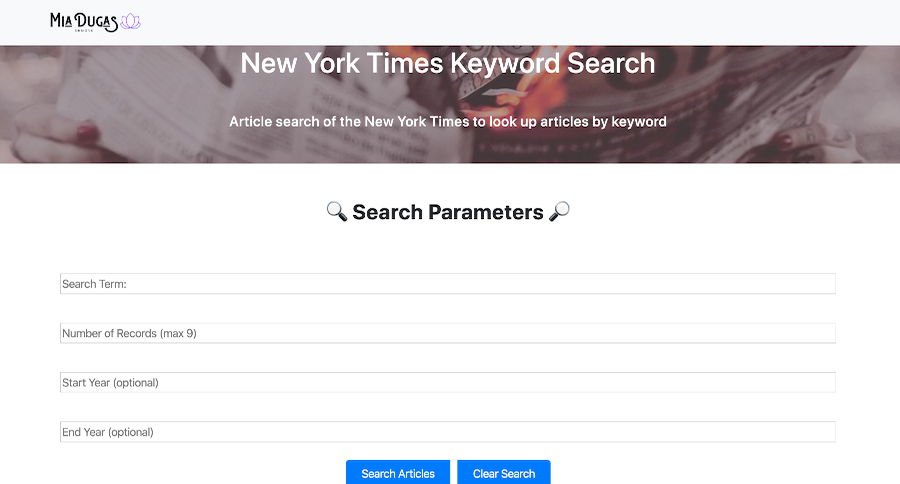 Mia Dugas
New York Times Keyword Search
Article search of the New York Times to look up articles by keyword
🔍 Search Parameters 🔎
Search Term:
Number of Records (max 9)
Start Year (optional)
End Year (optional)
Search Articles
Clear Search